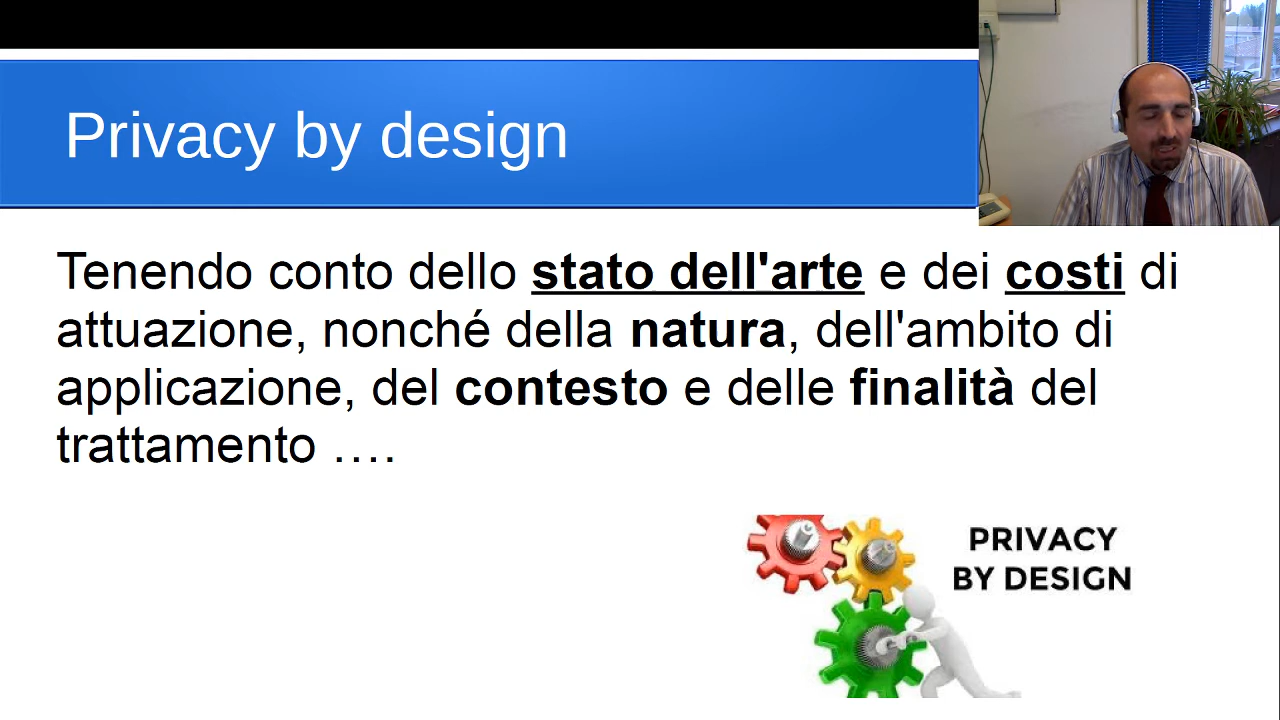 Privacy by design
Tenendo conto dello stato dell'arte e dei costi di
attuazione, nonché della natura, dell'ambito di
applicazione, del contesto e delle finalità del
trattamento ….
PRIVACY
BY DESIGN